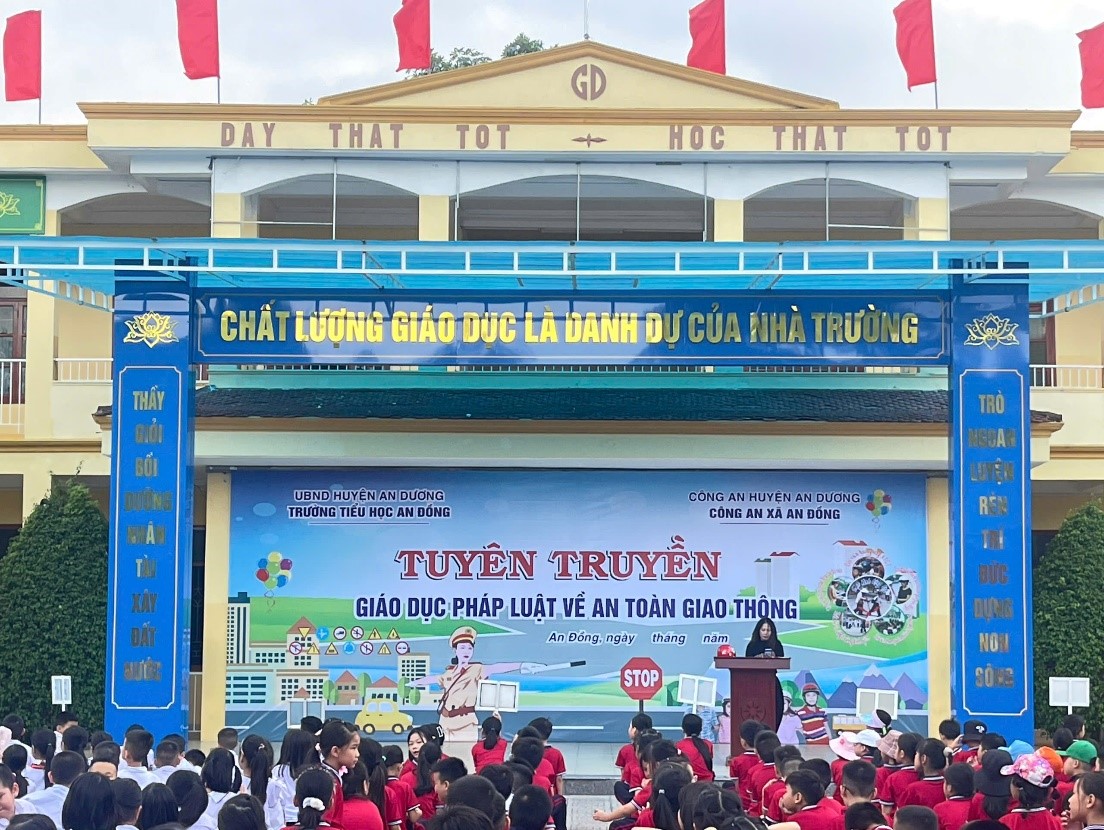 GD
DAY THAT TOT HOC THAT TOT
CHẤT LƯỢNG GIÁO DỤC LÀ DANH DỰ CỦA NHÀ TRƯỜNG
THẦY
GIỎI
BỒI
DƯỠNG
NHÂN
TÀI
XÂY
ĐẤT
NƯỚC
TRÒ
NGOAN
LUYỆN
RÈN
TRÍ
ĐỨC
DỰNG
NON
SÔNG
UBND HUYỆN AN DƯƠNG
TRƯỜNG TIỂU HỌC AN ĐỒNG
CÔNG AN HUYỆN AN DƯƠNG
CÔNG AN XÃ AN ĐỒNG
TUYÊN TRUYỀN
GIÁO DỤC PHÁP LUẬT VỀ AN TOÀN GIAO THÔNG
An Đồng, ngày tháng năm
STOP